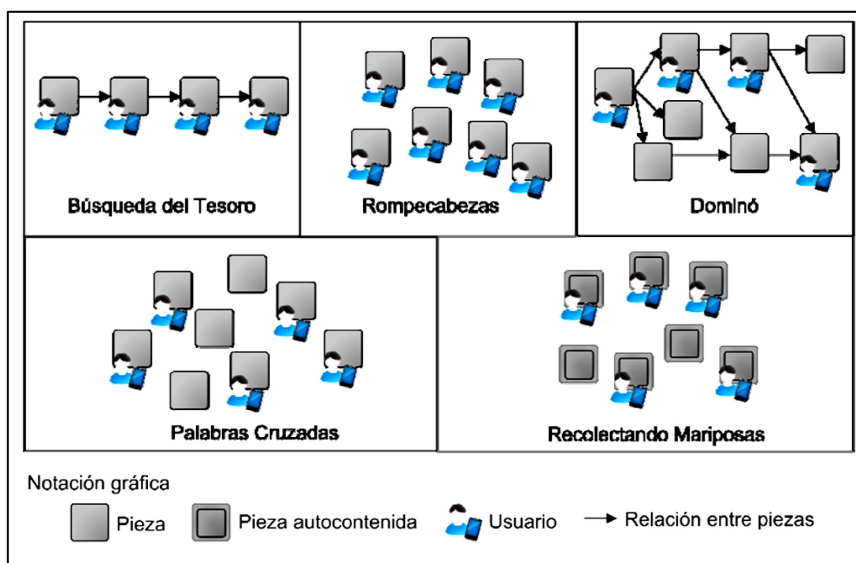 Búsqueda del Tesoro
Rompecabezas
Dominó
Palabras Cruzadas
Recolectando Mariposas
Notación gráfica
Pieza
Pieza autocontenida
Usuario
Relación entre piezas